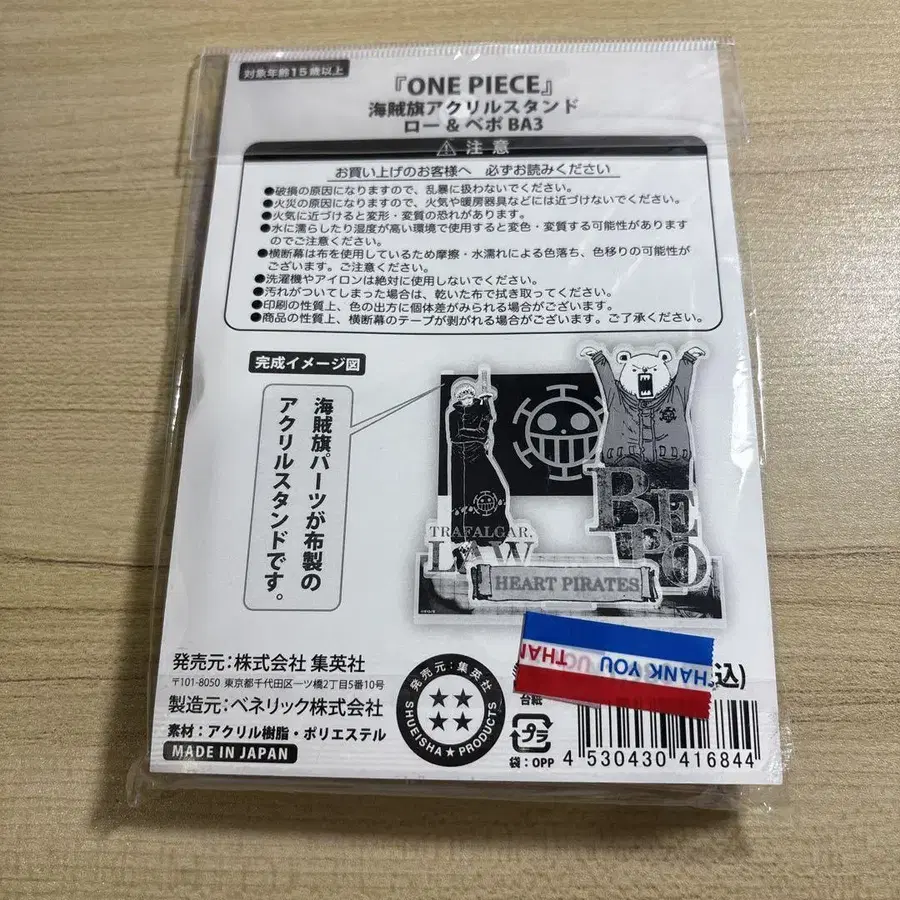 対象年齢15歳以上
『ONE PIECE』
海賊旗アクリルスタンド
ロー & ベポ BA3
注 意
お買い上げのお客様へ 必ずお読みください
●破損の原因になりますので、乱暴に扱わないでください。
●火災の原因になりますので、火気や暖房器具などには近づけないでください。
●火気に近づけると変形・変質の恐れがあります。
●水に濡らしたり湿度が高い環境で使用すると変色・変質する可能性があります
のでご注意ください。
●横断幕は布を使用しているため摩擦・水濡れによる色落ち、色移りの可能性が
ございます。ご注意ください。
●洗濯機やアイロンは絶対に使用しないでください。
●汚れがついてしまった場合は、乾いた布で拭き取ってください。
●印刷の性質上、色の出方に個体差がみられる場合がございます。
●商品の性質上、横断幕のテープが剥がれる場合がございます。ご了承ください。
完成イメージ図
海賊旗パーツが布製の
アクリルスタンドです。
TRAFALGAR.
LAW
BEPO
HEART PIRATES
発売元:株式会社 集英社
〒101-8050 東京都千代田区一ツ橋2丁目5番10号
製造元:ベネリック株式会社
素材:アクリル樹脂・ポリエステル
MADE IN JAPAN
発売元:集英社
SHUEISHA★PRODUCTS
THANK YOU
UCTHAN
込)
台紙
プラ
袋:OPP
4 530430 416844